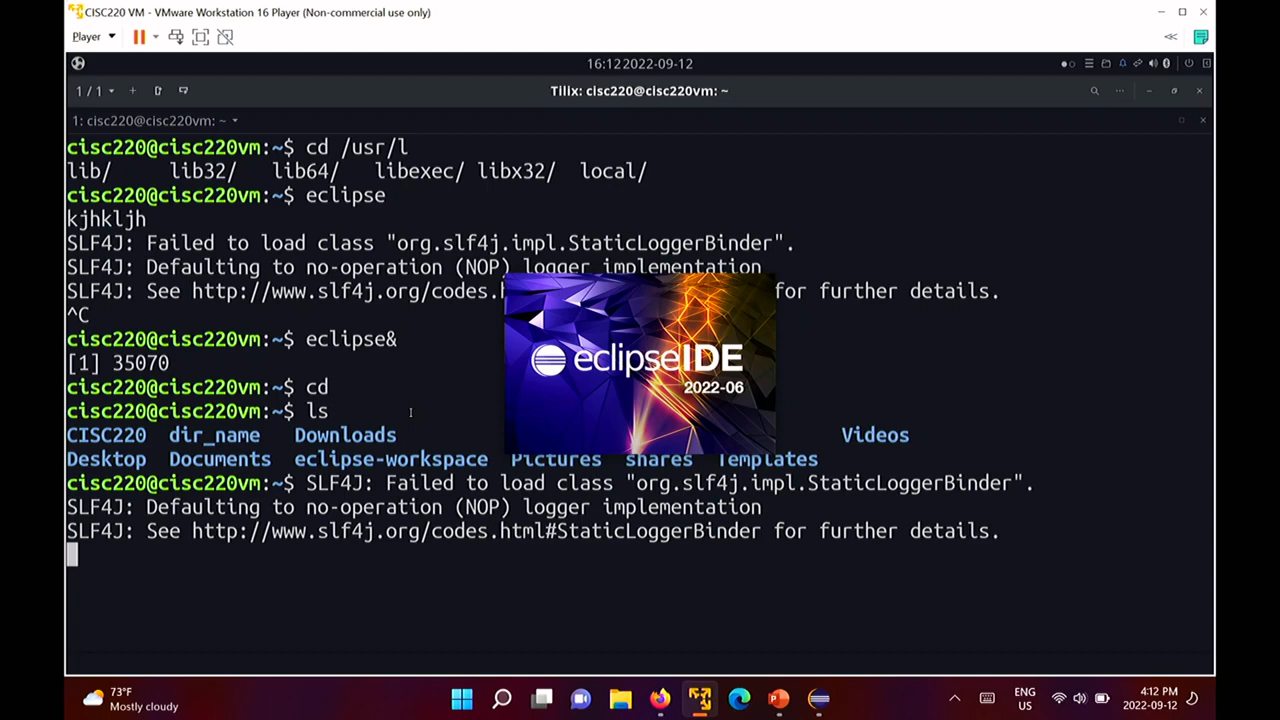 CISC220 VM - VMware Workstation 16 Player (Non-commercial use only)
Player
16:12 2022-09-12
1 / 1
Tilix: cisc220@cisc220vm: ~
1: cisc220@cisc220vm: ~
cisc220@cisc220vm:~$ cd /usr/l
lib/ lib32/ lib64/ libexec/ libx32/ local/
cisc220@cisc220vm:~$ eclipse
kjhkljh
SLF4J: Failed to load class "org.slf4j.impl.StaticLoggerBinder".
SLF4J: Defaulting to no-operation (NOP) logger implementation
SLF4J: See http://www.slf4j.org/codes.h for further details.
^C
cisc220@cisc220vm:~$ eclipse&
[1] 35070
cisc220@cisc220vm:~$ cd
cisc220@cisc220vm:~$ ls
CISC220 dir_name Downloads Videos
Desktop Documents eclipse-workspace Pictures shares Templates
cisc220@cisc220vm:~$ SLF4J: Failed to load class "org.slf4j.impl.StaticLoggerBinder".
SLF4J: Defaulting to no-operation (NOP) logger implementation
SLF4J: See http://www.slf4j.org/codes.html#StaticLoggerBinder for further details.
eclipseIDE
2022-06
73°F
Mostly cloudy
ENG
US
4:12 PM
2022-09-12